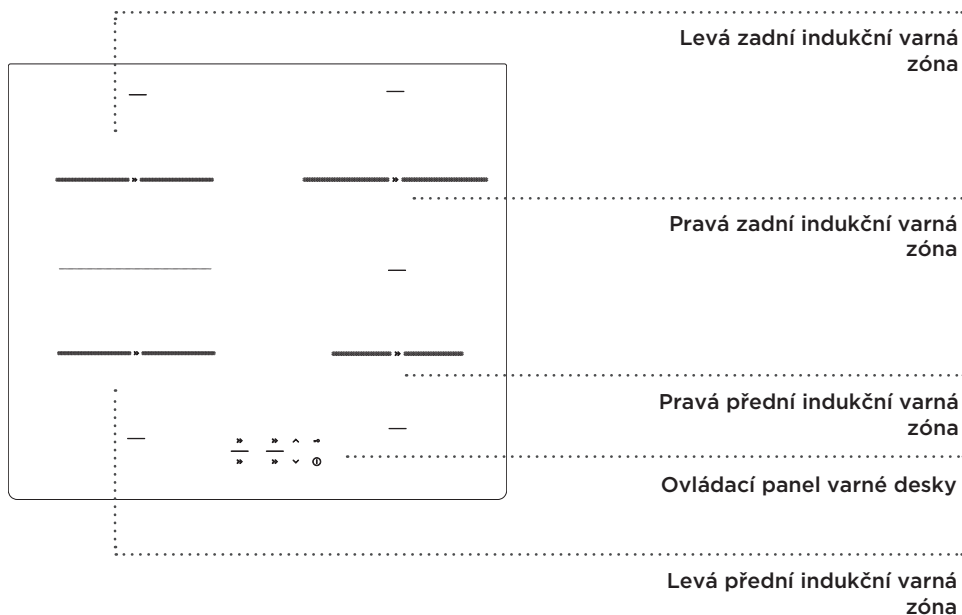 Levá zadní indukční varná
zóna
Pravá zadní indukční varná
zóna
Pravá přední indukční varná
zóna
Ovládací panel varné desky
Levá přední indukční varná
zóna